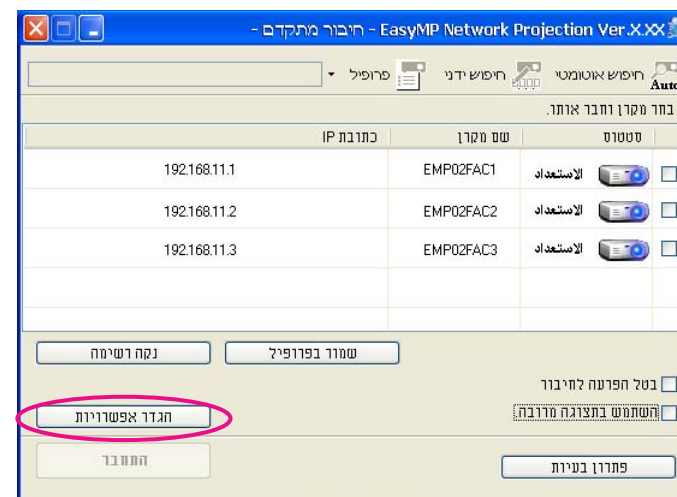 EasyMP Network Projection Ver.X.XX - חיבור מתקדם -
חיפוש אוטומטי חיפוש ידני פרופיל
Auto
בחר מקרן וחבר אותו.
סטטוס שם מקרן כתובת IP
الاستعداد EMP02FAC1 192.168.11.1
الاستعداد EMP02FAC2 192.168.11.2
الاستعداد EMP02FAC3 192.168.11.3
שמור בפרופיל נקה רשימה
בטל הפרעה לחיבור
השתמש בתצוגה מרובה.
הגדר אפשרויות
פתרון בעיות התחבר